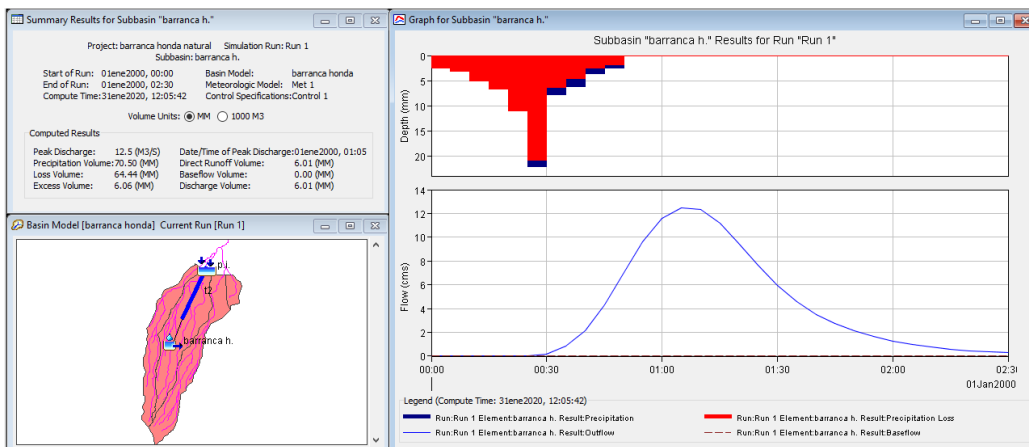 Summary Results for Subbasin "barranca h."
Project: barranca honda natural Simulation Run: Run 1
Subbasin: barranca h.
Start of Run: 01ene2000, 00:00 Basin Model: barranca honda
End of Run: 01ene2000, 02:30 Meteorologic Model: Met 1
Compute Time:31ene2020, 12:05:42 Control Specifications:Control 1
Volume Units: MM 1000 M3
Computed Results
Peak Discharge: 12.5 (M3/S) Date/Time of Peak Discharge:01ene2000, 01:05
Precipitation Volume:70.50 (MM) Direct Runoff Volume: 6.01 (MM)
Loss Volume: 64.44 (MM) Baseflow Volume: 0.00 (MM)
Excess Volume: 6.06 (MM) Discharge Volume: 6.01 (MM)
Basin Model [barranca honda] Current Run [Run 1]
p.i.
t2
barranca h.
Graph for Subbasin "barranca h."
Subbasin "barranca h." Results for Run "Run 1"
Depth (mm)
0
5
10
15
20
Flow (cms)
14
12
10
8
6
4
2
0
00:00 00:30 01:00 01:30 02:00 02:3
01Jan2000
Legend (Compute Time: 31ene2020, 12:05:42)
Run:Run 1 Element:barranca h. Result:Precipitation Run:Run 1 Element:barranca h. Result:Precipitation Loss
Run:Run 1 Element:barranca h. Result:Outflow Run:Run 1 Element:barranca h. Result:Baseflow